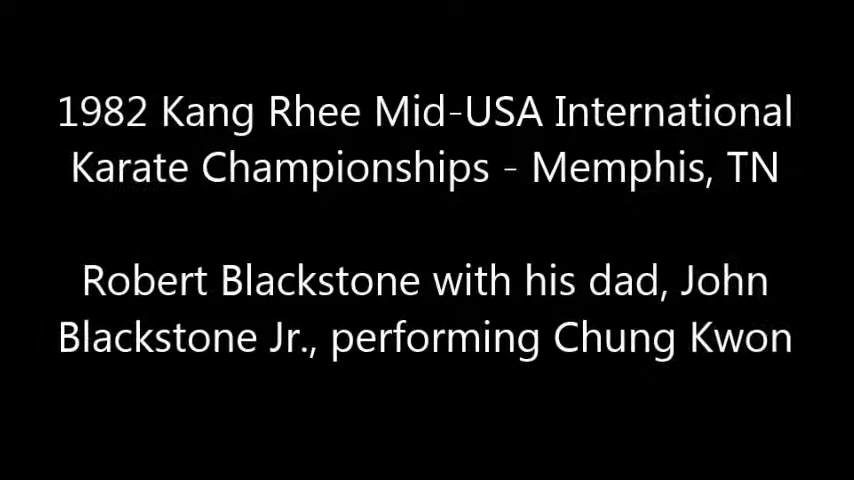 1982 Kang Rhee Mid-USA International
Karate Championships - Memphis, TN
Robert Blackstone with his dad, John
Blackstone Jr., performing Chung Kwon